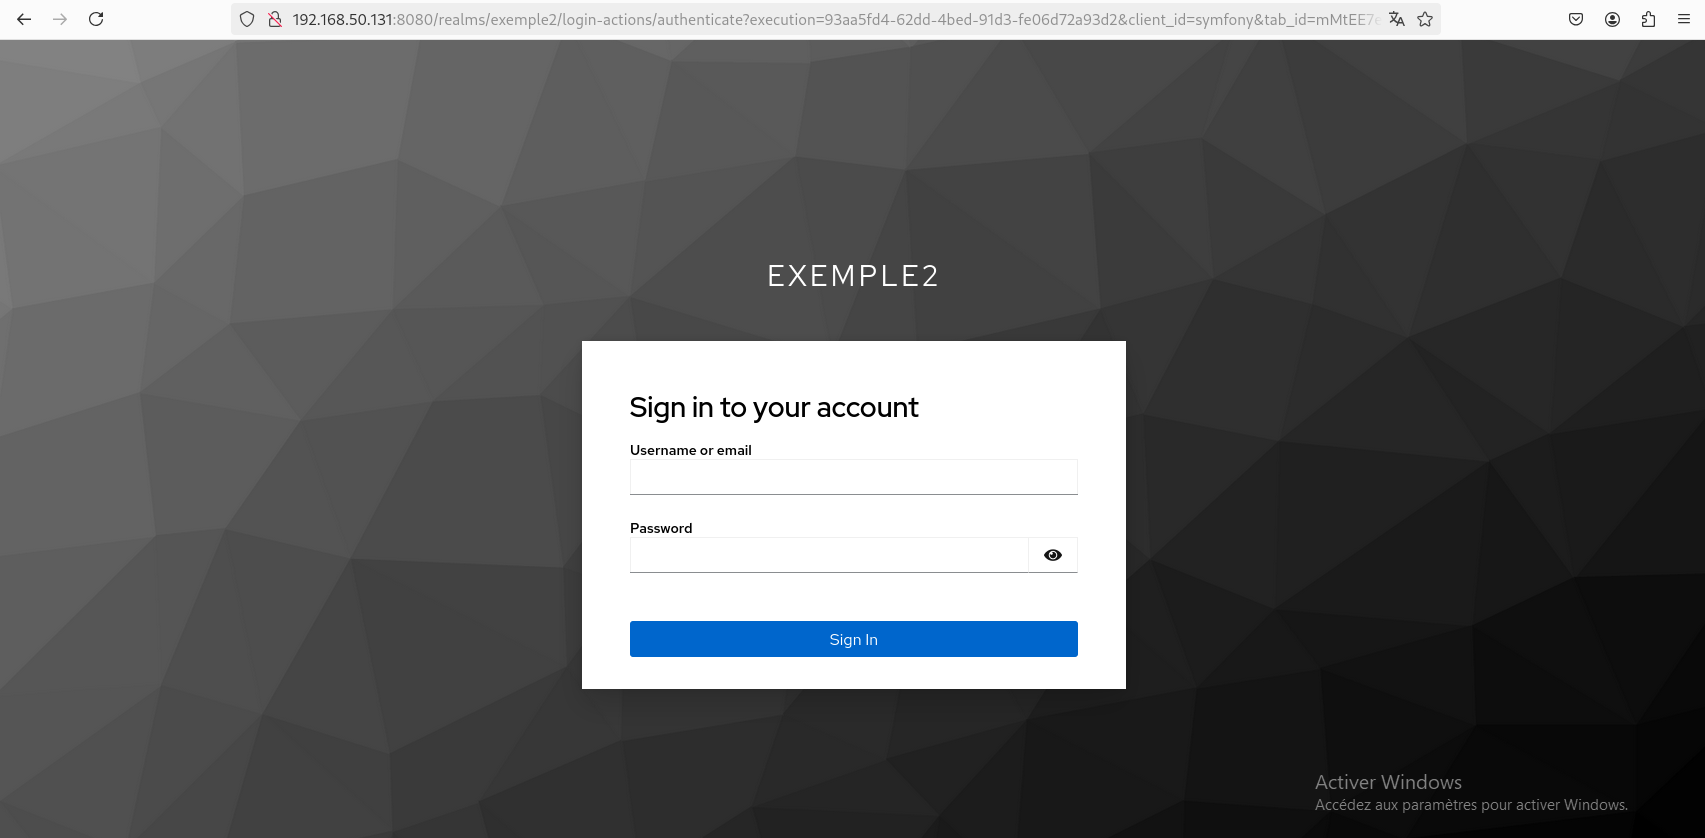 192.168.50.131:8080/realms/exemple2/login-actions/authenticate?execution=93aa5fd4-62dd-4bed-91d3-fe06d72a93d2&client_id=symfony&tab_id=mMtEE7e
EXEMPLE2
Sign in to your account
Username or email
Password
Sign In
Activer Windows
Accédez aux paramètres pour activer Windows.